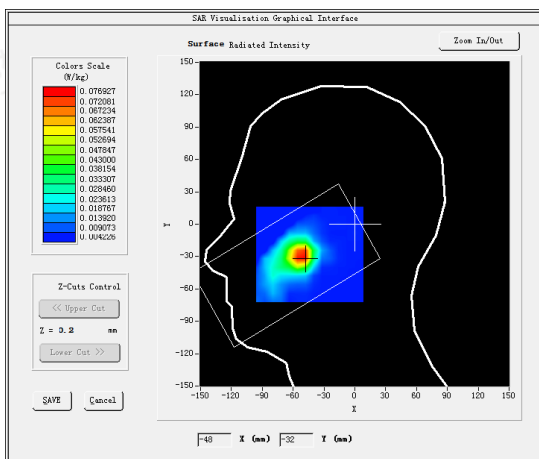 SAR Visualisation Graphical Interface
Surface Radiated Intensity
Zoom In/Out
Colors Scale
(W/kg)
0.076927
0.072081
0.067234
0.062387
0.057541
0.052694
0.047847
0.043000
0.038154
0.033307
0.028460
0.023613
0.018767
0.013920
0.009073
0.004226
150
120
90
60
30
0
-30
-60
-90
-120
-150
Y
-150
-120
-90
-60
-30
0
30
60
90
120
150
X
Z-Cuts Control
<< Upper Cut
Z = 3.2 mm
Lower Cut >>
SAVE
Cancel
-48 X (mm) -32 Y (mm)